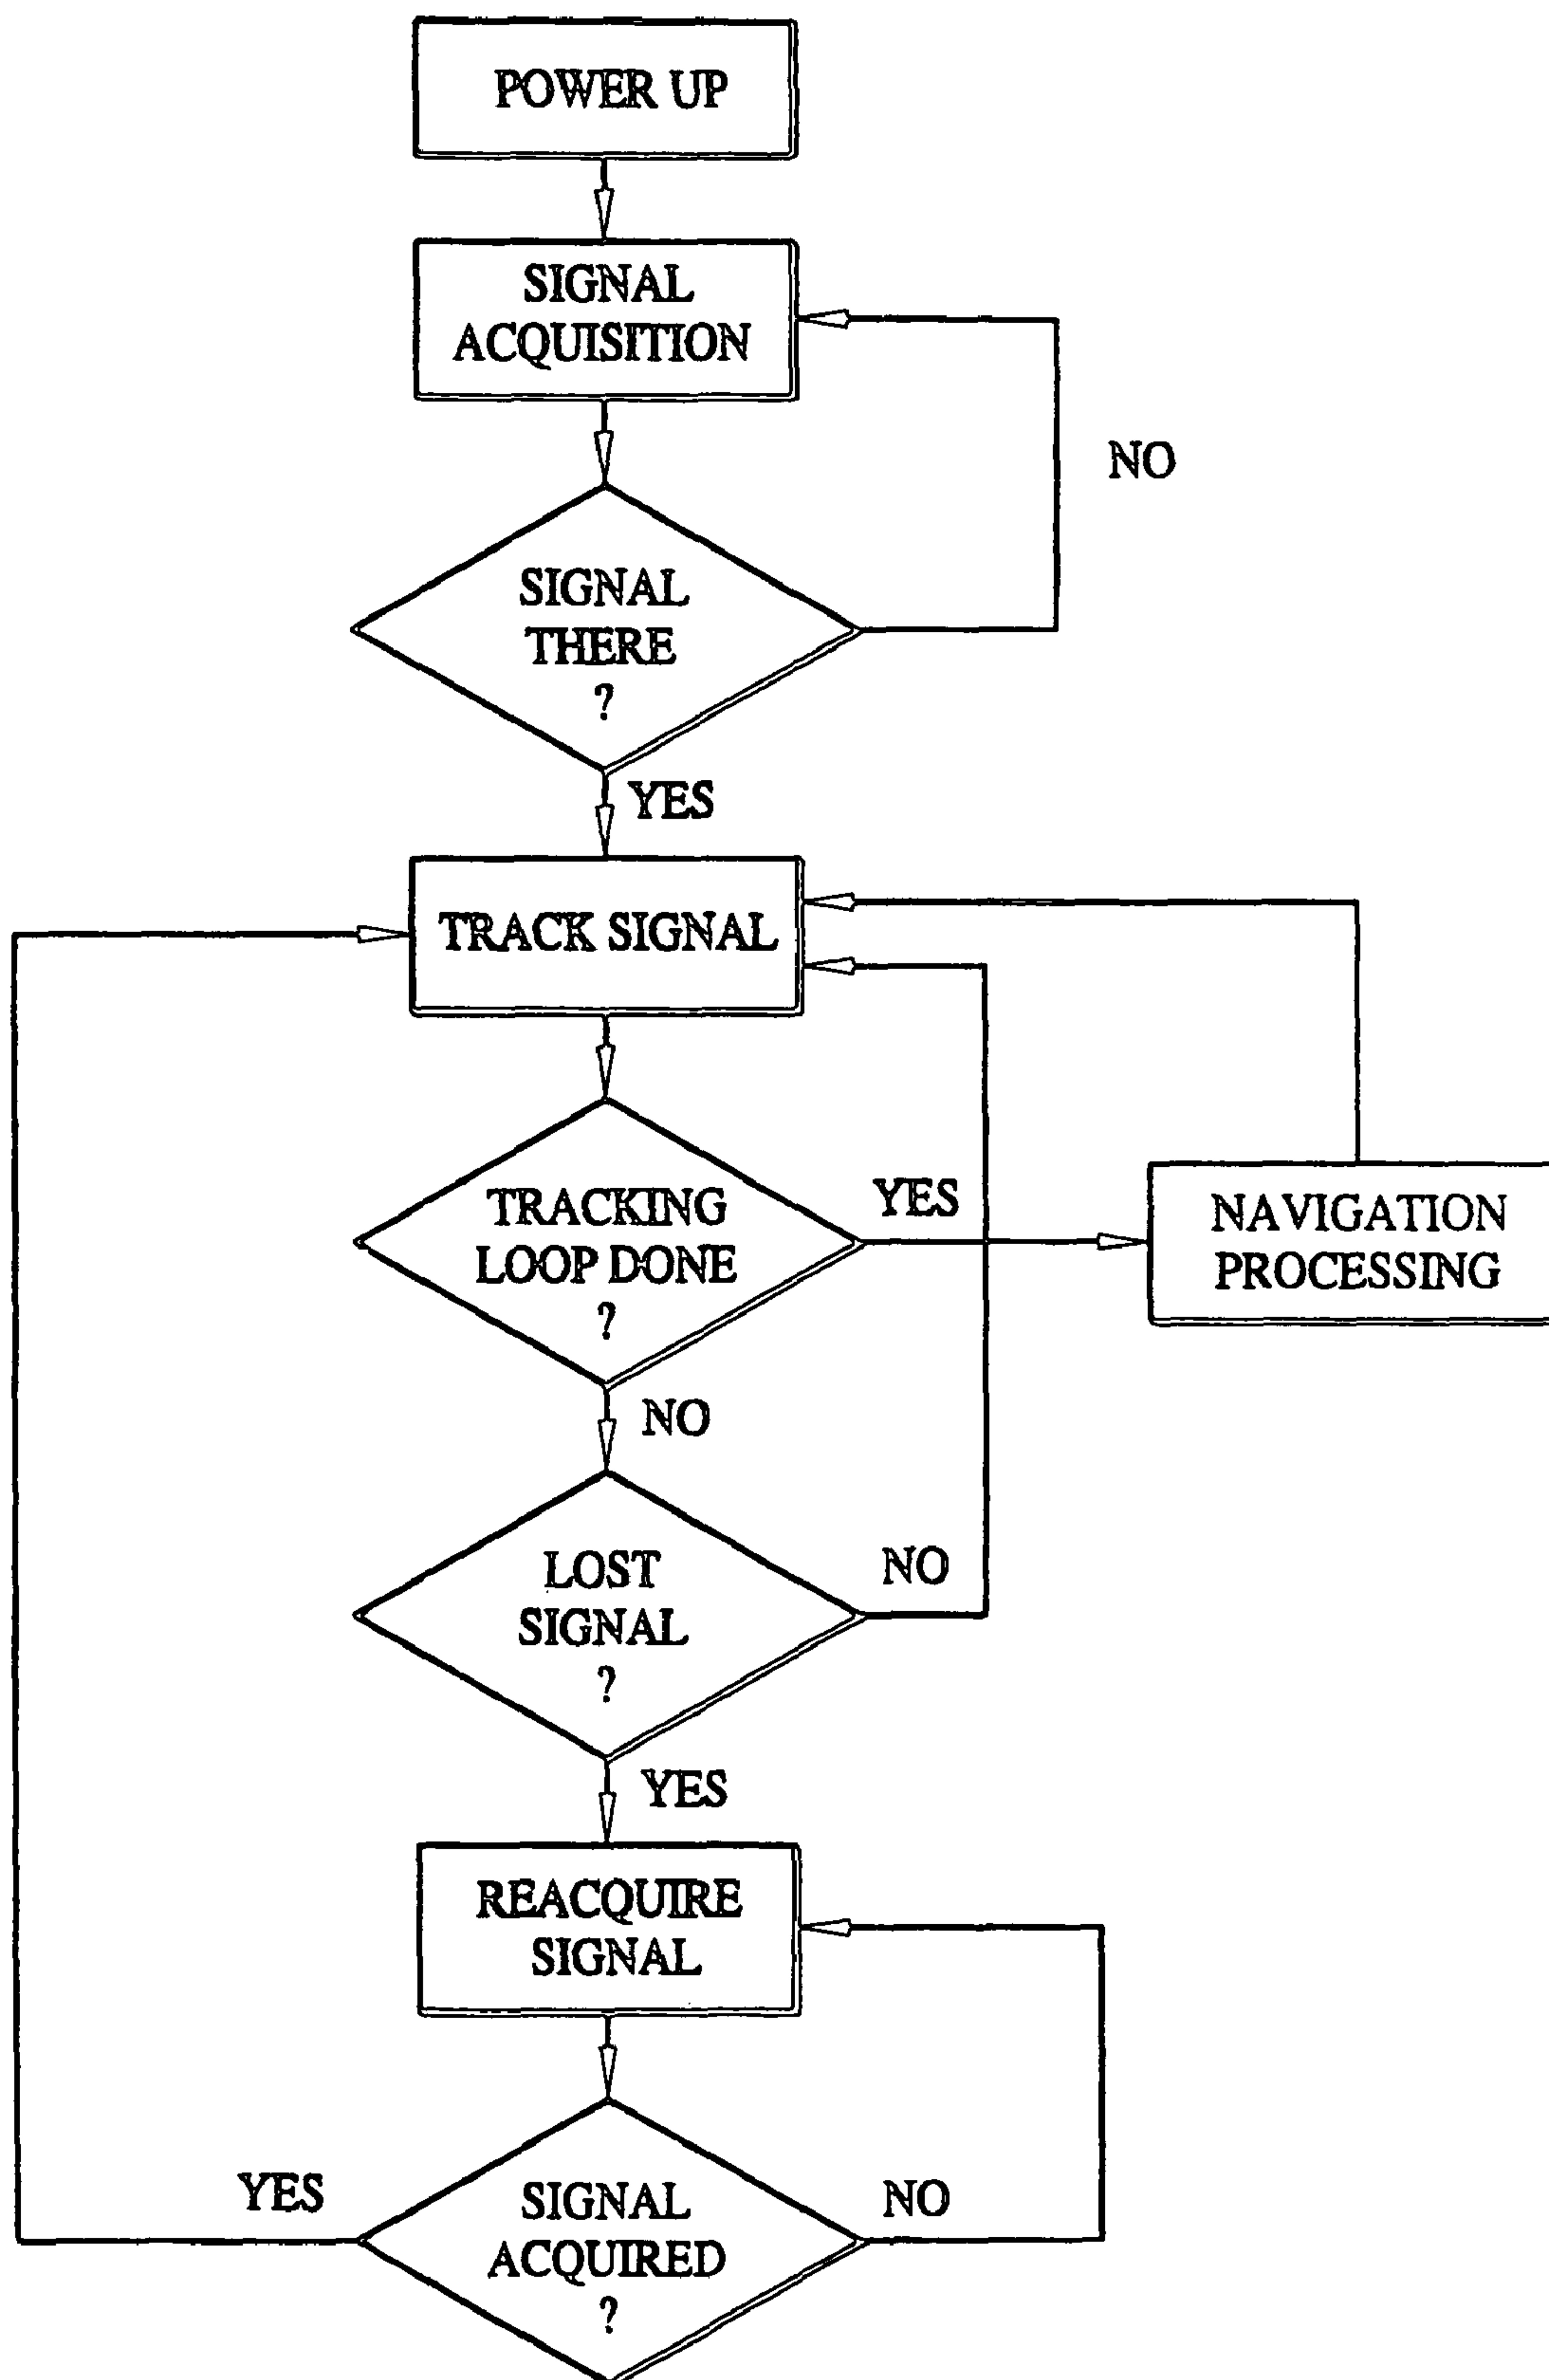 POWER UP
SIGNAL
ACQUISITION
NO
SIGNAL
THERE
?
YES
TRACK SIGNAL
TRACKING
LOOP DONE
?
YES
NAVIGATION
PROCESSING
NO
LOST
SIGNAL
?
NO
YES
REACQUIRE
SIGNAL
YES
SIGNAL
ACQUIRED
?
NO